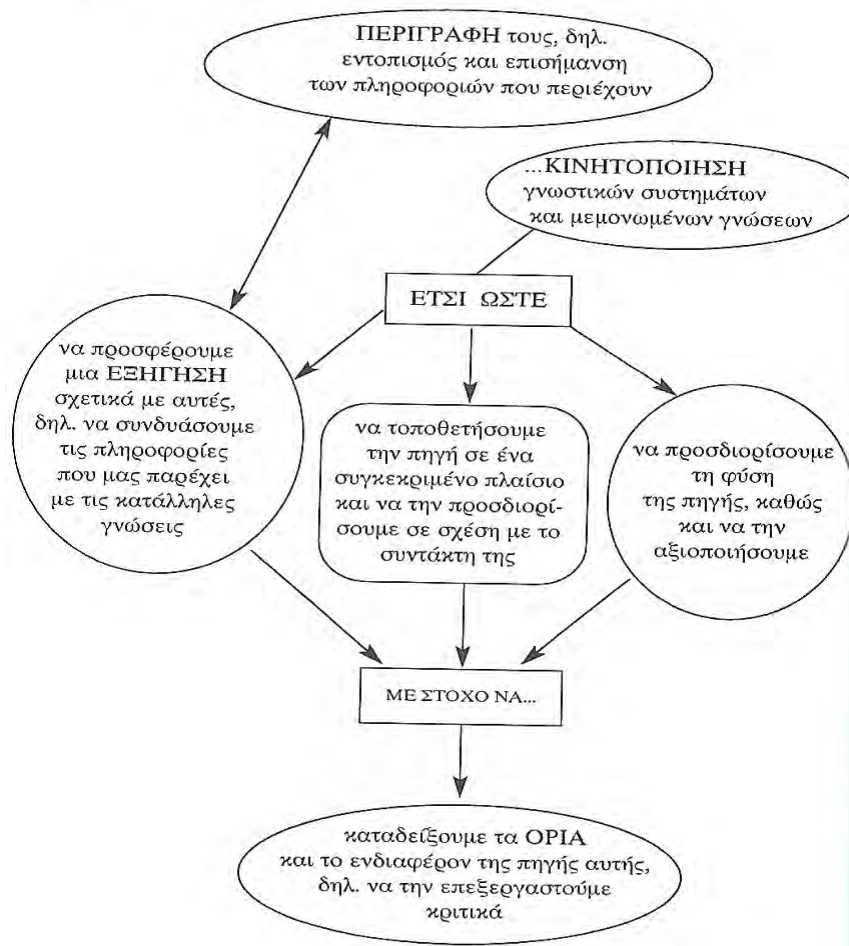 ΠΕΡΙΓΡΑΦΗ τους, δηλ.
εντοπισμός και επισήμανση
των πληροφοριών που περιέχουν
...ΚΙΝΗΤΟΠΟΙΗΣΗ
γνωστικών συστημάτων
και μεμονωμένων γνώσεων
ΕΤΣΙ ΩΣΤΕ
να προσφέρουμε
μια ΕΞΗΓΗΣΗ
σχετικά με αυτές,
δηλ. να συνδυάσουμε
τις πληροφορίες
που μας παρέχει
με τις κατάλληλες
γνώσεις
να τοποθετήσουμε
την πηγή σε ένα
συγκεκριμένο πλαίσιο
και να την προσδιορί-
σουμε σε σχέση με το
συντάκτη της
να προσδιορίσουμε
τη φύση
της πηγής, καθώς
και να την
αξιοποιήσουμε
ΜΕ ΣΤΟΧΟ ΝΑ...
καταδείξουμε τα ΟΡΙΑ
και το ενδιαφέρον της πηγής αυτής,
δηλ. να την επεξεργαστούμε
κριτικά